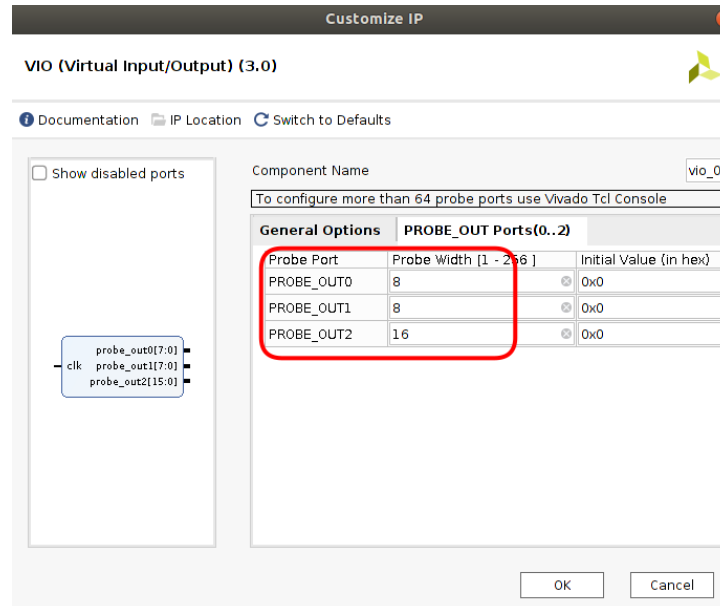 Customize IP
VIO (Virtual Input/Output) (3.0)
Documentation IP Location Switch to Defaults
Show disabled ports
Component Name vio_0
To configure more than 64 probe ports use Vivado Tcl Console
General Options PROBE_OUT Ports(0..2)
Probe Port Probe Width [1 - 256 ] Initial Value (in hex)
PROBE_OUT0 8 0x0
PROBE_OUT1 8 0x0
PROBE_OUT2 16 0x0
probe_out0[7:0]
clk probe_out1[7:0]
probe_out2[15:0]
OK Cancel